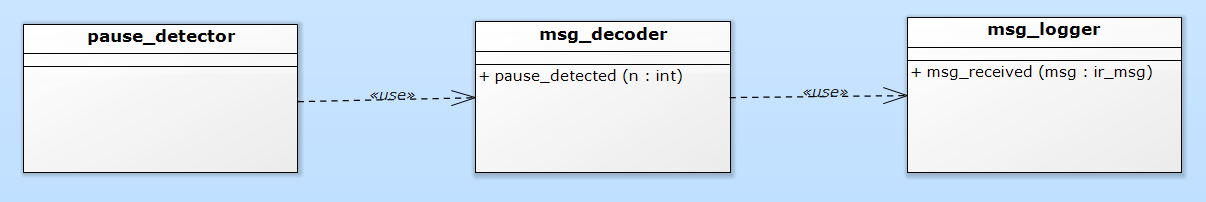 pause_detector
«use»
msg_decoder
+ pause_detected (n : int)
«use»
msg_logger
+ msg_received (msg : ir_msg)